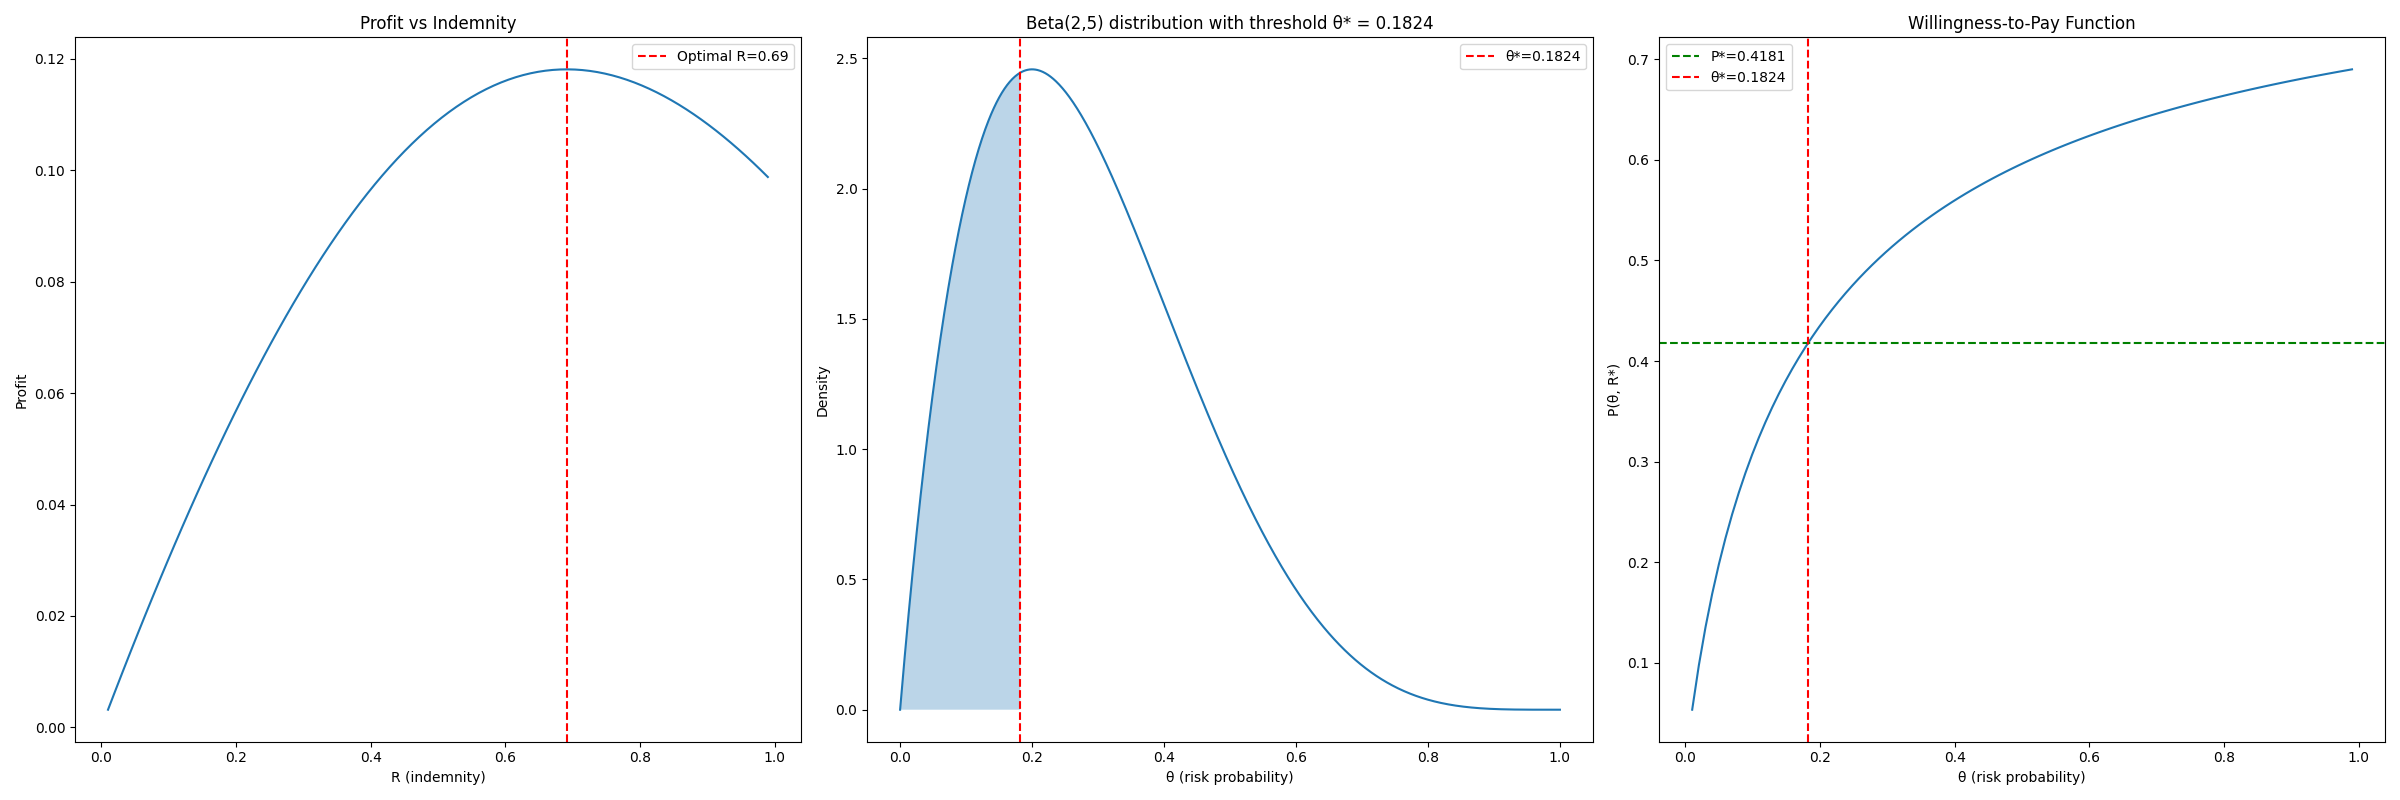 Profit vs Indemnity
Optimal R=0.69
0.12
0.10
0.08
0.06
0.04
0.02
0.00
Profit
0.0 0.2 0.4 0.6 0.8 1.0
R (indemnity)
Beta(2,5) distribution with threshold θ* = 0.1824
θ*=0.1824
2.5
2.0
1.5
1.0
0.5
0.0
Density
0.0 0.2 0.4 0.6 0.8 1.0
θ (risk probability)
Willingness-to-Pay Function
P*=0.4181
θ*=0.1824
0.7
0.6
0.5
0.4
0.3
0.2
0.1
P(θ, R*)
0.0 0.2 0.4 0.6 0.8 1.0
θ (risk probability)